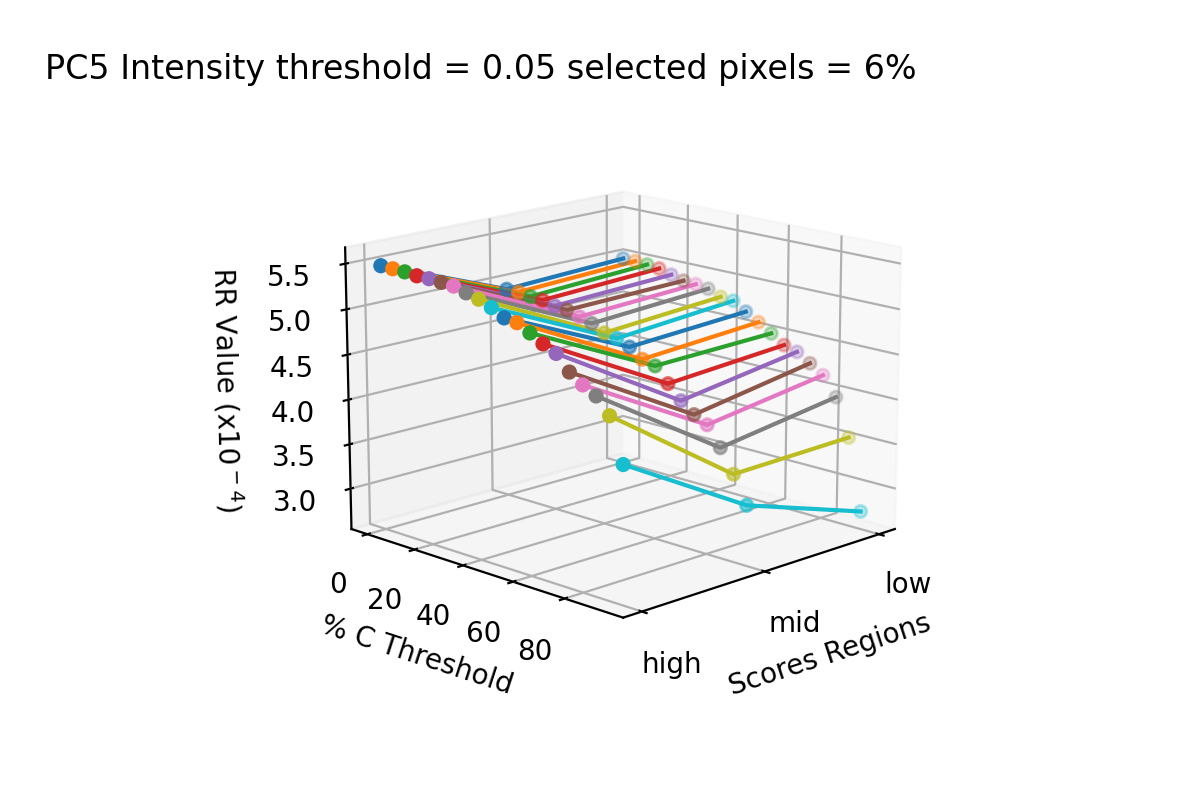 PC5 Intensity threshold = 0.05 selected pixels = 6%
RR Value (x10⁻⁴)
5.5
5.0
4.5
4.0
3.5
3.0
0
20
40
60
80
% C Threshold
high
mid
low
Scores Regions